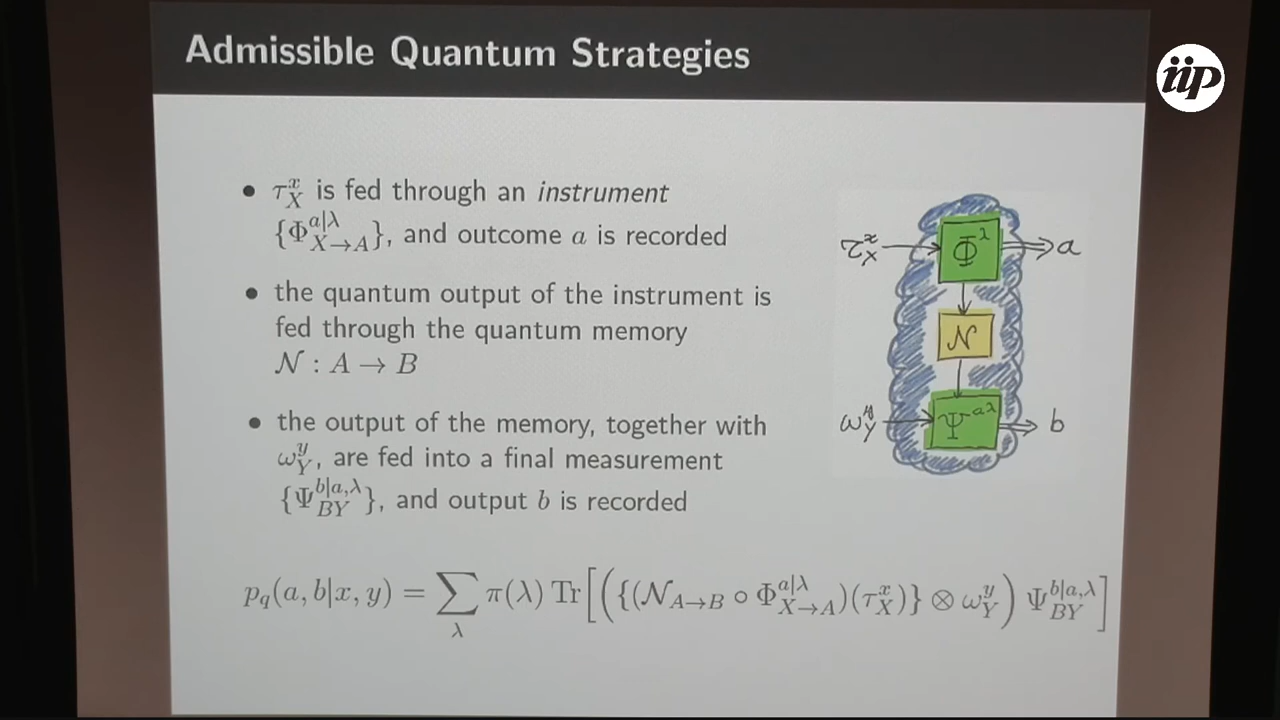 Admissible Quantum Strategies
iip
• τ_X^x is fed through an instrument
{Φ_{X→A}^{a|λ}}, and outcome a is recorded
• the quantum output of the instrument is
fed through the quantum memory
𝒩 : A → B
• the output of the memory, together with
ω_Y^y, are fed into a final measurement
{Ψ_{BY}^{b|a,λ}}, and output b is recorded
τ_X^x Φ^λ a
𝒩
ω_Y^y Ψ^{aλ} b
p_q(a, b|x, y) = ∑_λ π(λ) Tr[({(𝒩_{A→B} ∘ Φ_{X→A}^{a|λ})(τ_X^x)} ⊗ ω_Y^y) Ψ_{BY}^{b|a,λ}]